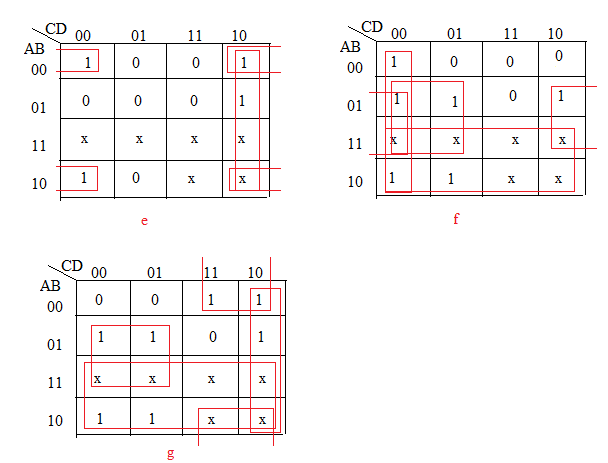 CD
AB 00 01 11 10
00 1 0 0 1
01 0 0 0 1
11 x x x x
10 1 0 x x
e
CD
AB 00 01 11 10
00 1 0 0 0
01 1 1 0 1
11 x x x x
10 1 1 x x
f
CD
AB 00 01 11 10
00 0 0 1 1
01 1 1 0 1
11 x x x x
10 1 1 x x
g